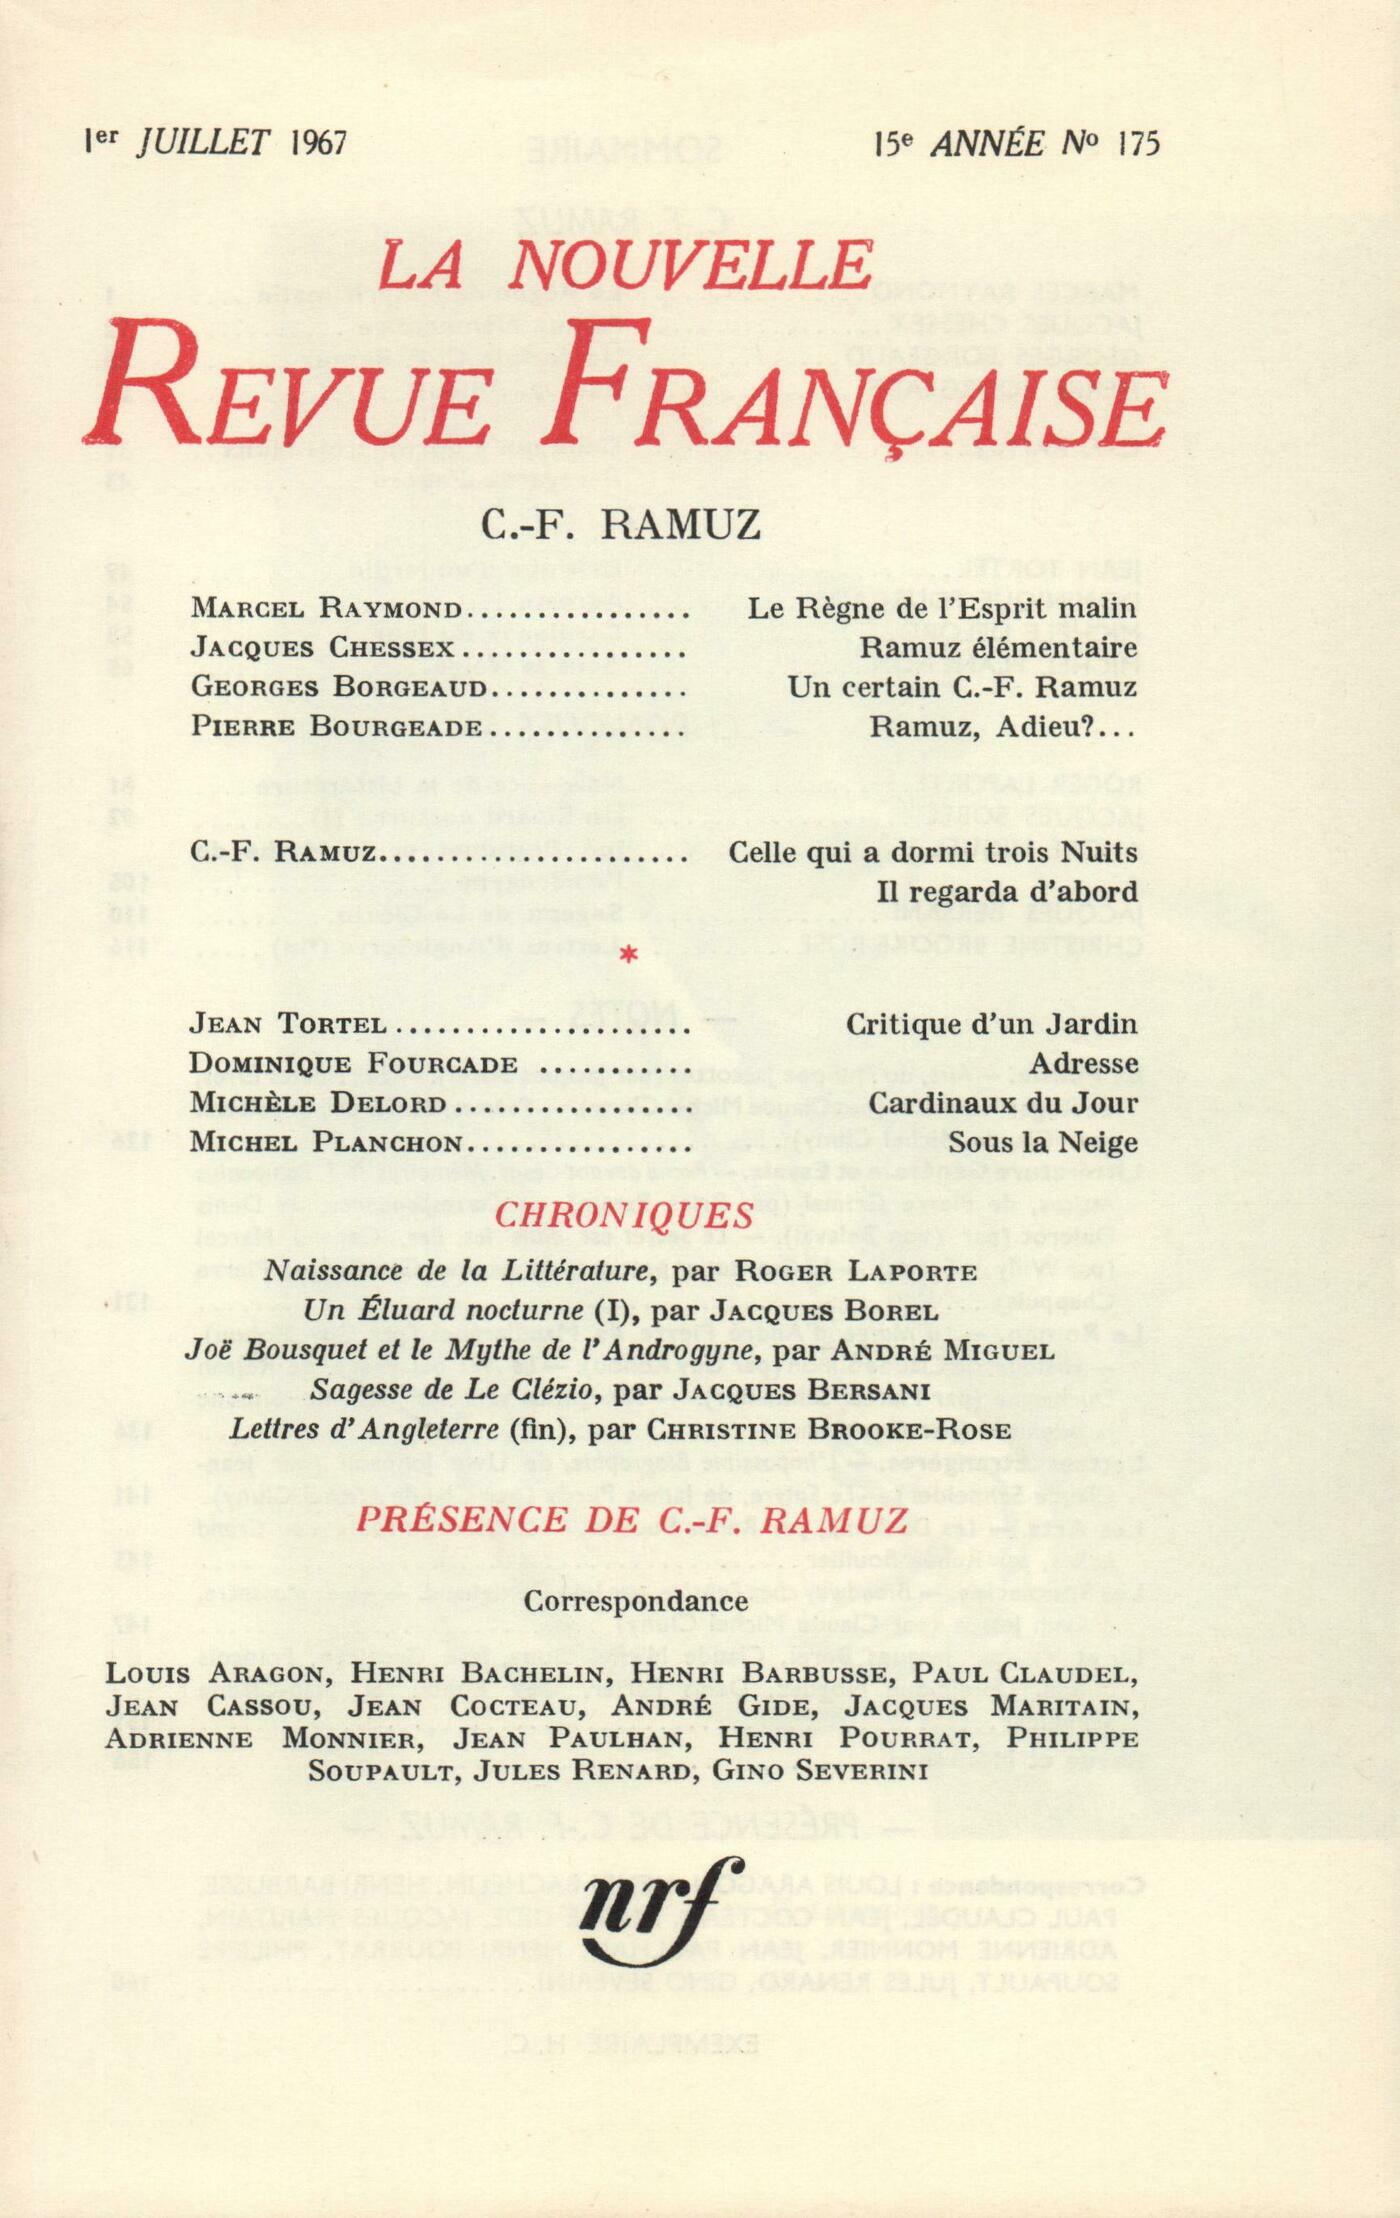 1er JUILLET 1967 15e ANNÉE No 175
LA NOUVELLE
REVUE FRANÇAISE
C.-F. RAMUZ
MARCEL RAYMOND................ Le Règne de l'Esprit malin
JACQUES CHESSEX................ Ramuz élémentaire
GEORGES BORGEAUD.............. Un certain C.-F. Ramuz
PIERRE BOURGEADE.............. Ramuz, Adieu?...
C.-F. RAMUZ...................... Celle qui a dormi trois Nuits
Il regarda d'abord
*
JEAN TORTEL..................... Critique d'un Jardin
DOMINIQUE FOURCADE ........... Adresse
MICHÈLE DELORD................. Cardinaux du Jour
MICHEL PLANCHON................ Sous la Neige
CHRONIQUES
Naissance de la Littérature, par ROGER LAPORTE
Un Éluard nocturne (I), par JACQUES BOREL
Joë Bousquet et le Mythe de l'Androgyne, par ANDRÉ MIGUEL
Sagesse de Le Clézio, par JACQUES BERSANI
Lettres d'Angleterre (fin), par CHRISTINE BROOKE-ROSE
PRÉSENCE DE C.-F. RAMUZ
Correspondance
LOUIS ARAGON, HENRI BACHELIN, HENRI BARBUSSE, PAUL CLAUDEL,
JEAN CASSOU, JEAN COCTEAU, ANDRÉ GIDE, JACQUES MARITAIN,
ADRIENNE MONNIER, JEAN PAULHAN, HENRI POURRAT, PHILIPPE
SOUPAULT, JULES RENARD, GINO SEVERINI
nrf